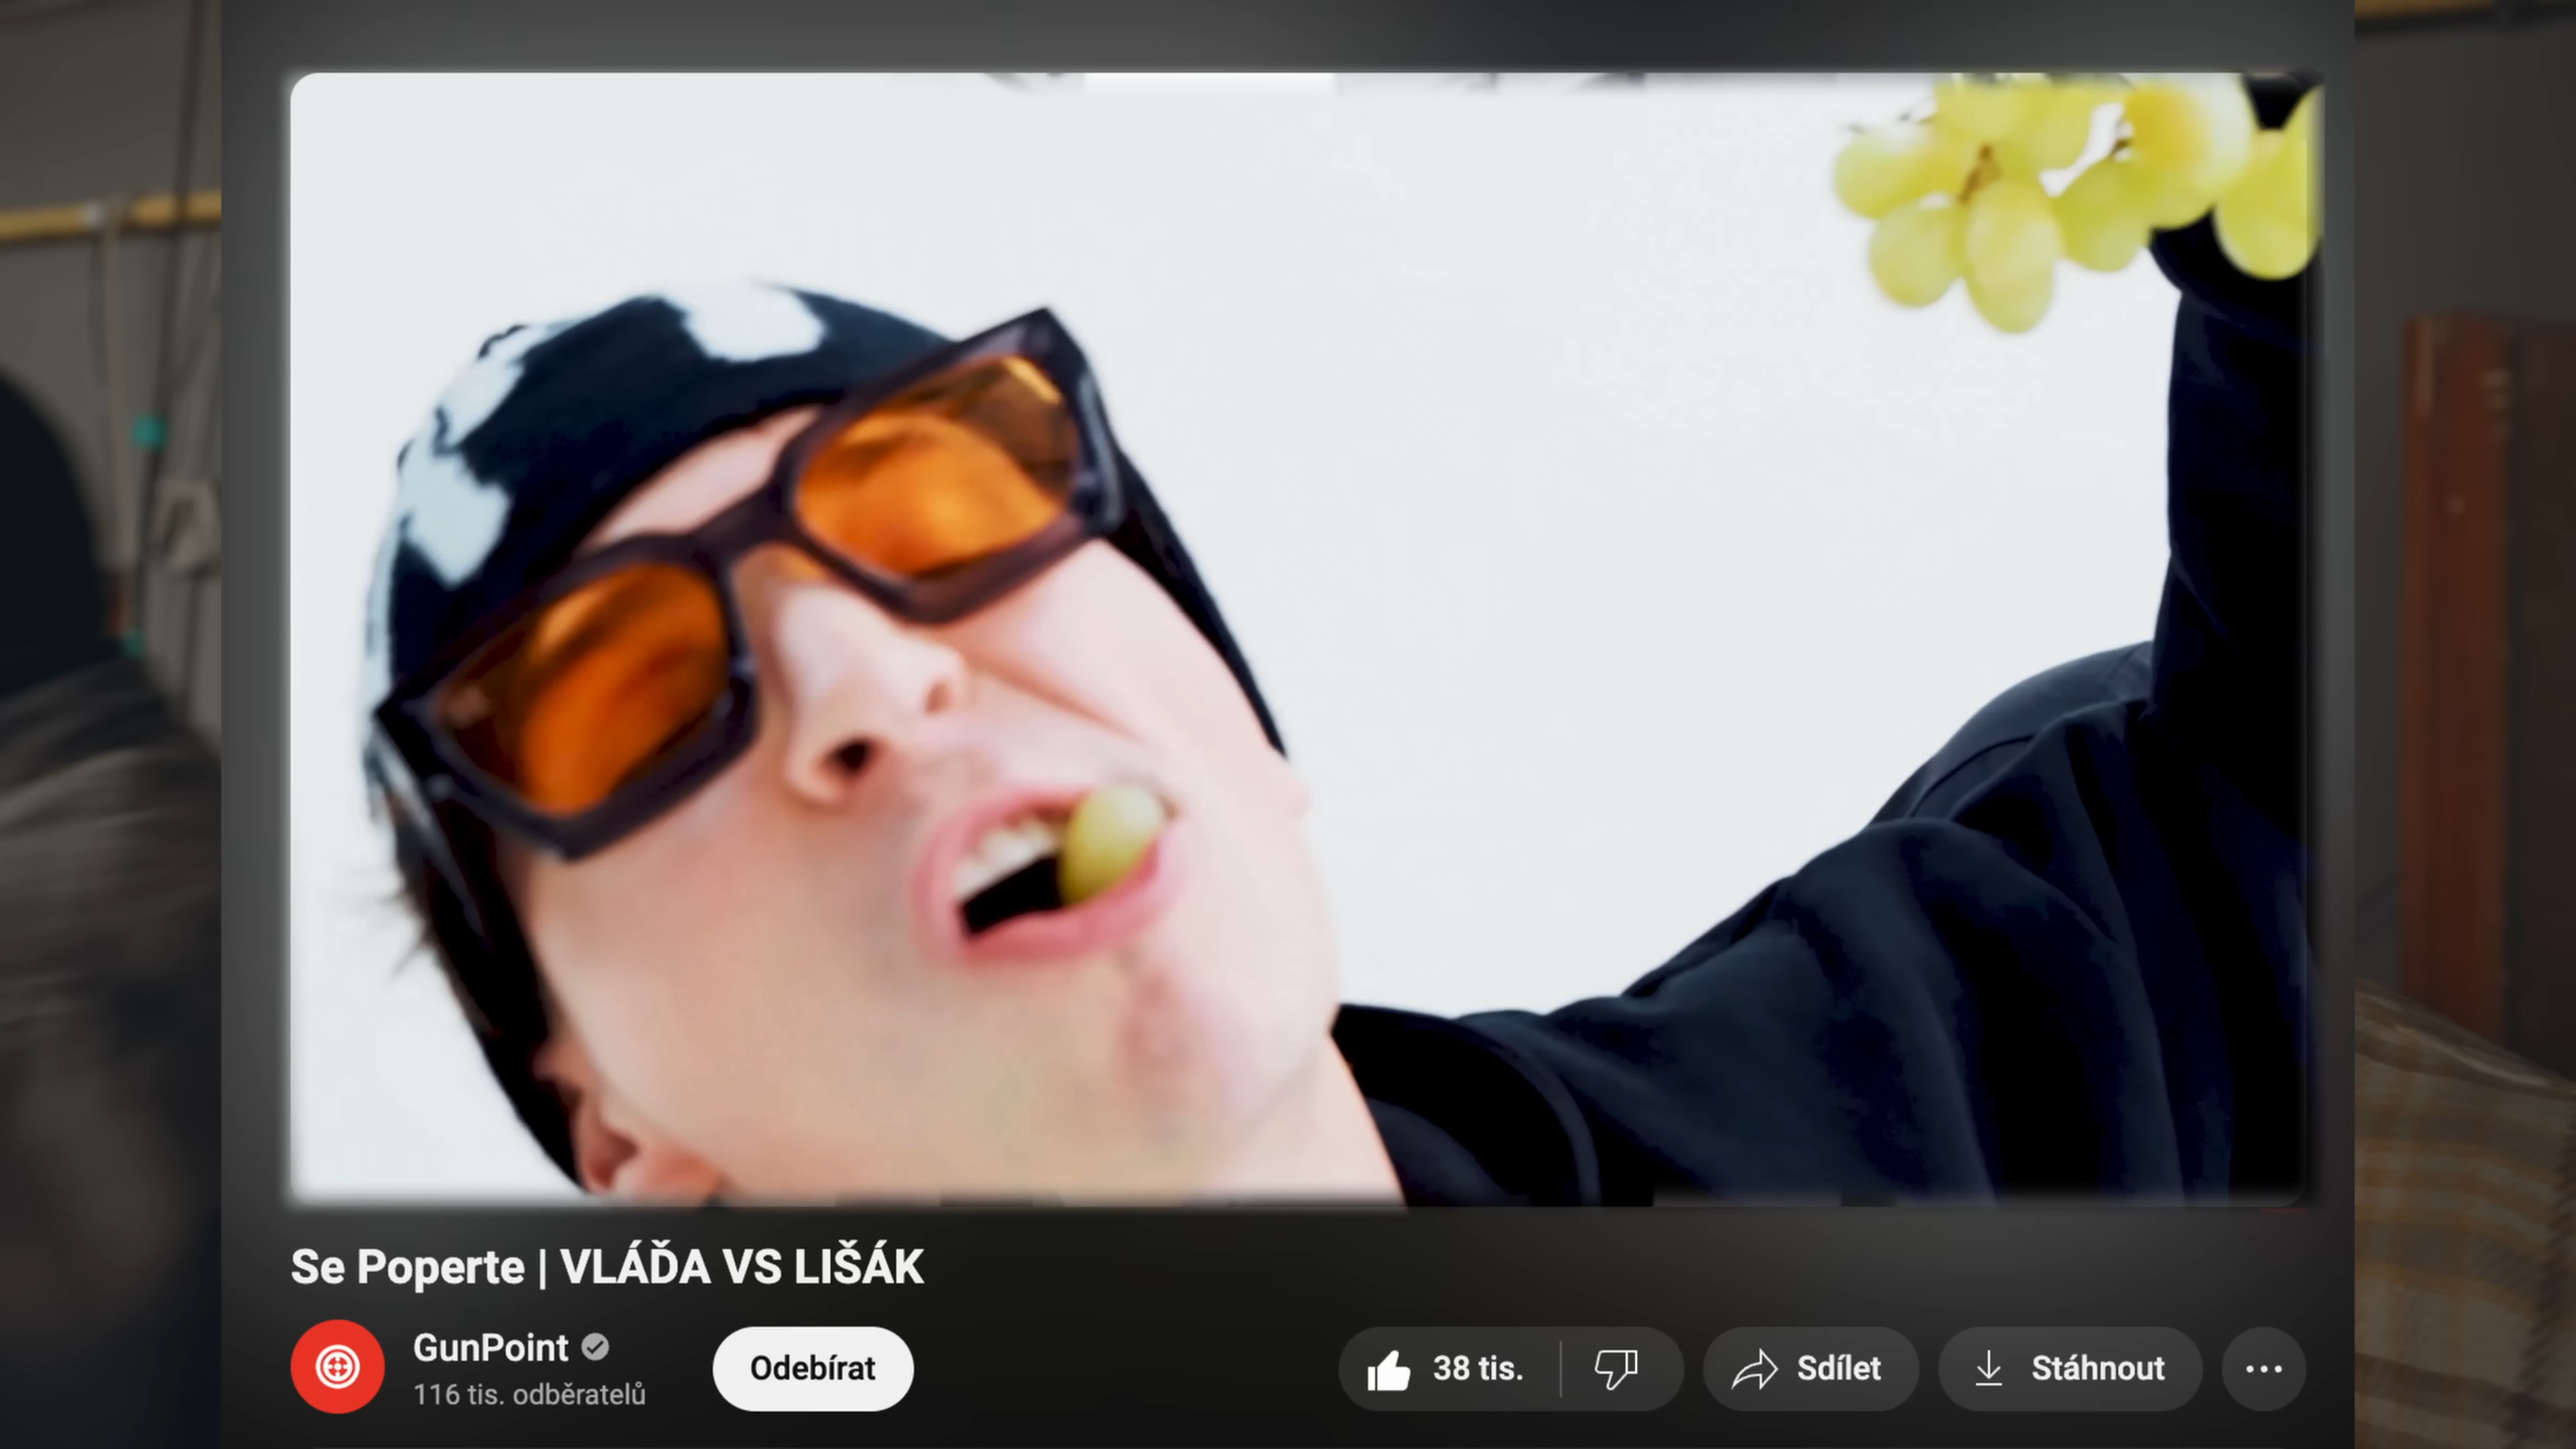 Se Poperte | VLÁĎA VS LIŠÁK
GunPoint
116 tis. odběratelů
Odebírat
38 tis.
Sdílet
Stáhnout